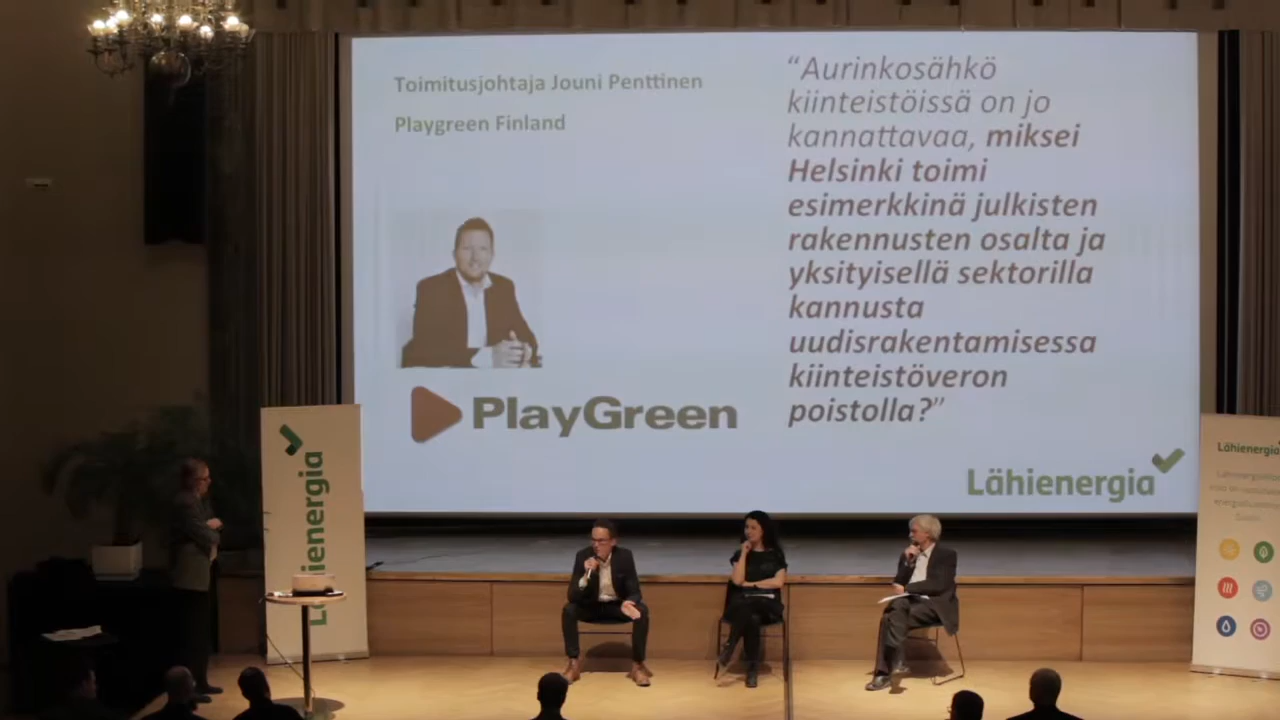 Toimitusjohtaja Jouni Penttinen
Playgreen Finland
PlayGreen
“Aurinkosähkö
kiinteistöissä on jo
kannattavaa, miksei
Helsinki toimi
esimerkkinä julkisten
rakennusten osalta ja
yksityisellä sektorilla
kannusta
uudisrakentamisessa
kiinteistöveron
poistolla?”
Lähienergia
Lähienergia
Lähienergia